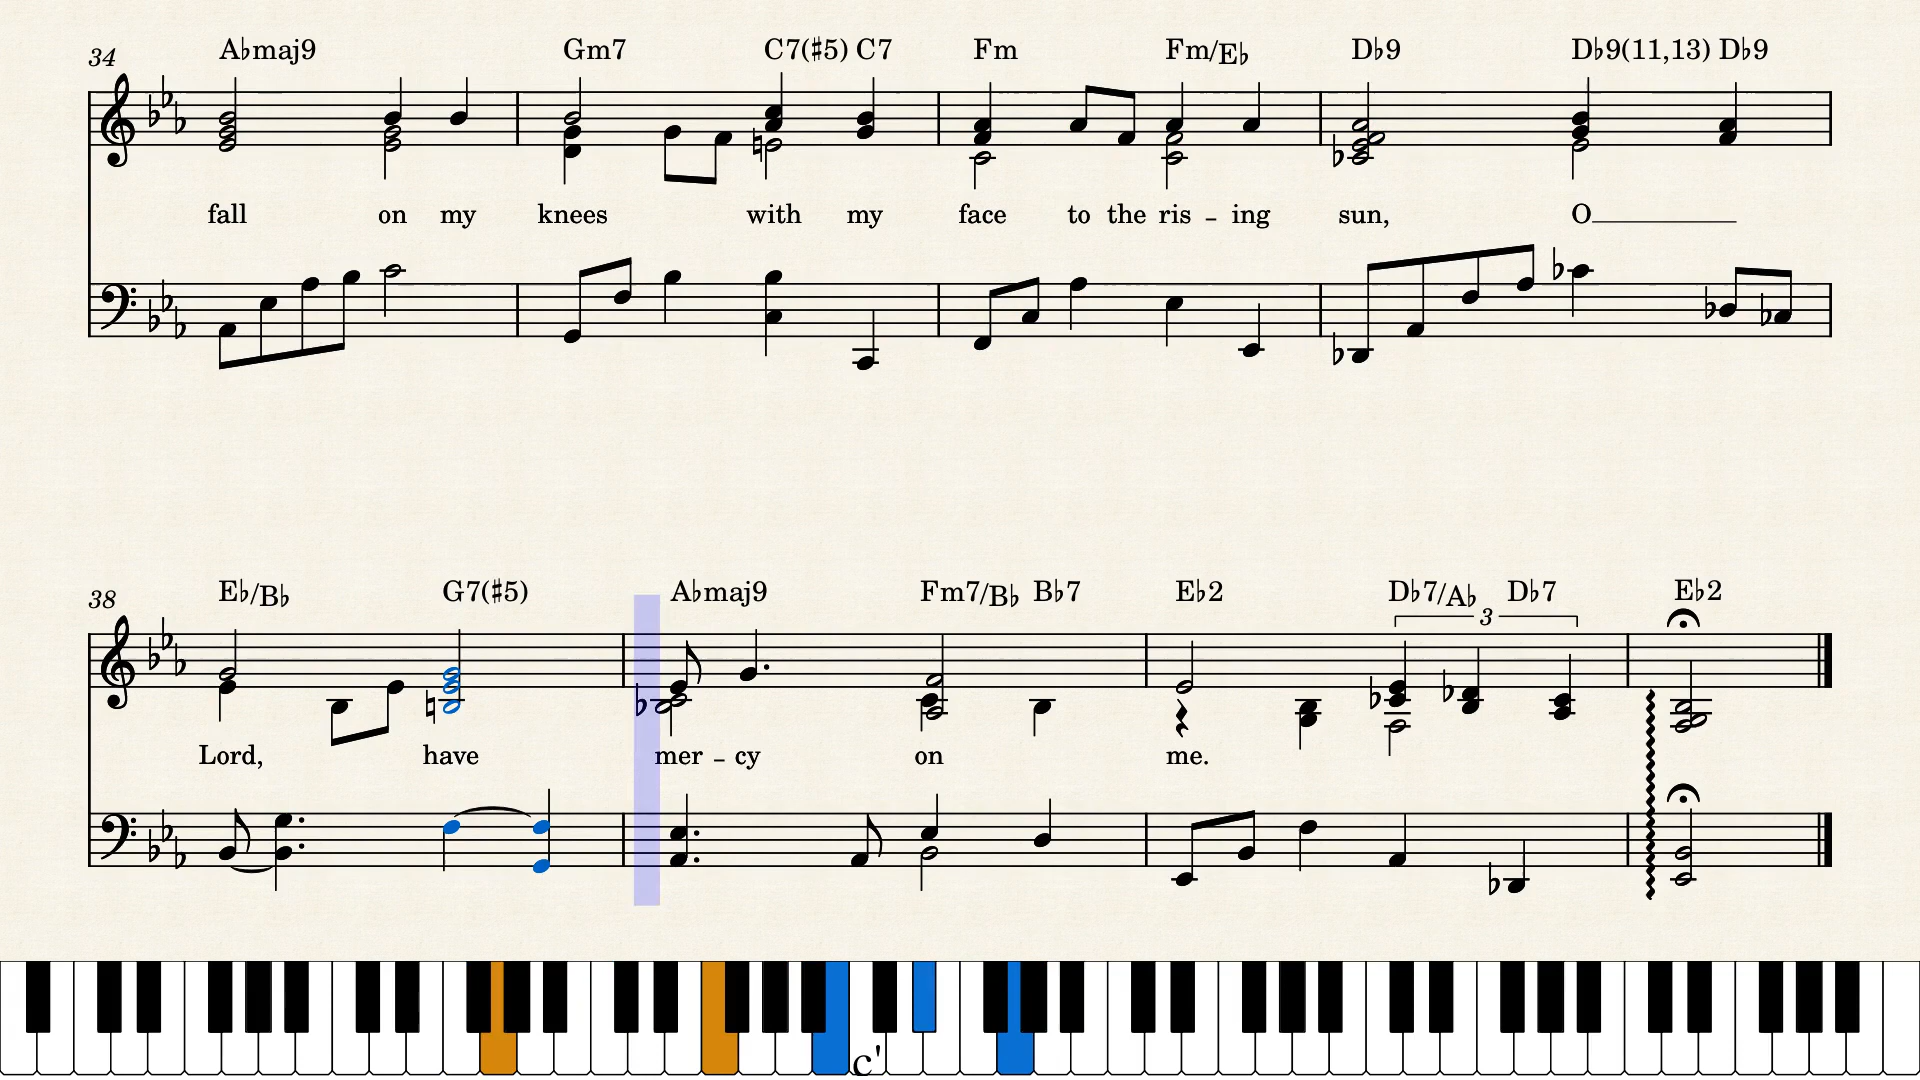 34 A♭maj9 Gm7 C7(♯5) C7 Fm Fm/E♭ D♭9 D♭9(11,13) D♭9
fall on my knees with my face to the ris - ing sun, O
38 E♭/B♭ G7(♯5) A♭maj9 Fm7/B♭ B♭7 E♭2 D♭7/A♭ D♭7 E♭2
3
Lord, have mer - cy on me.
c'